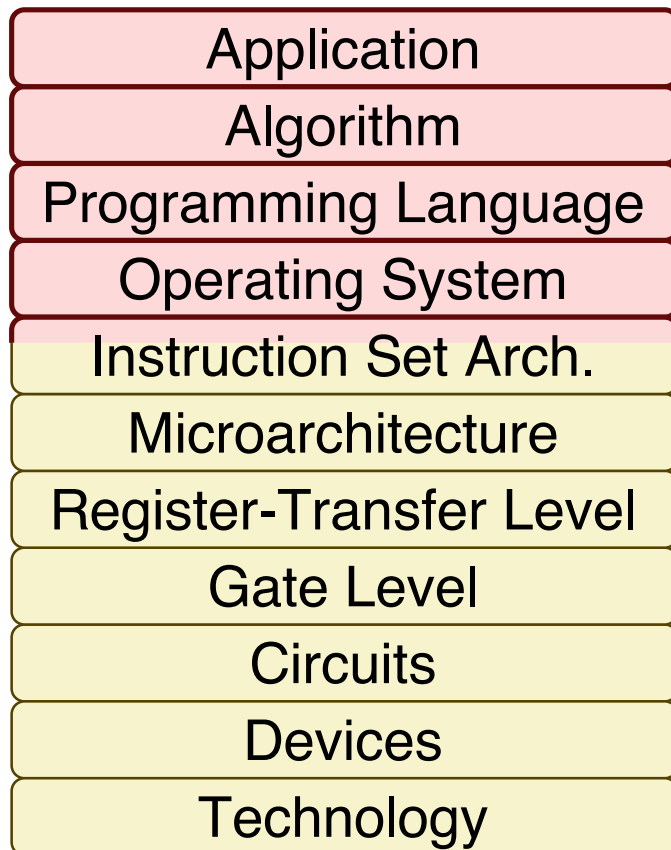 Application
Algorithm
Programming Language
Operating System
Instruction Set Arch.
Microarchitecture
Register-Transfer Level
Gate Level
Circuits
Devices
Technology